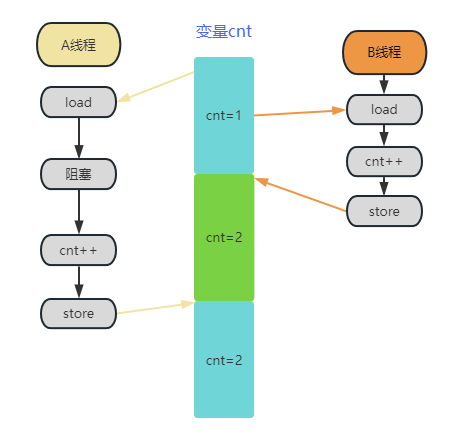 变量cnt
A线程
load
阻塞
cnt++
store
cnt=1
cnt=2
cnt=2
B线程
load
cnt++
store